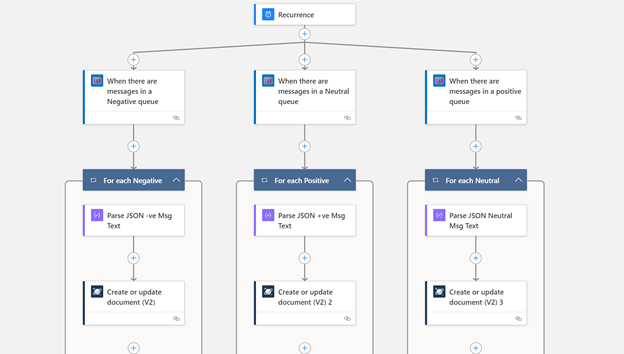 Recurrence
When there are
messages in a
Negative queue
When there are
messages in a Neutral
queue
When there are
messages in a positive
queue
For each Negative
For each Positive
For each Neutral
Parse JSON -ve Msg
Text
Parse JSON +ve Msg
Text
Parse JSON Neutral
Msg Text
Create or update
document (V2)
Create or update
document (V2) 2
Create or update
document (V2) 3